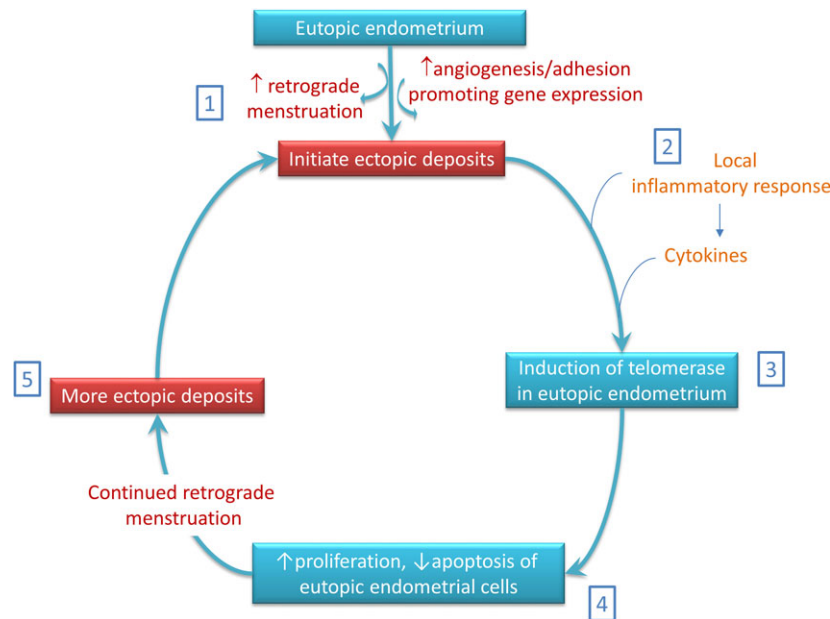 Eutopic endometrium
1
↑ retrograde
menstruation
↑angiogenesis/adhesion
promoting gene expression
Initiate ectopic deposits
2
Local
inflammatory response
Cytokines
Induction of telomerase
in eutopic endometrium
3
↑proliferation, ↓apoptosis of
eutopic endometrial cells
4
Continued retrograde
menstruation
5
More ectopic deposits